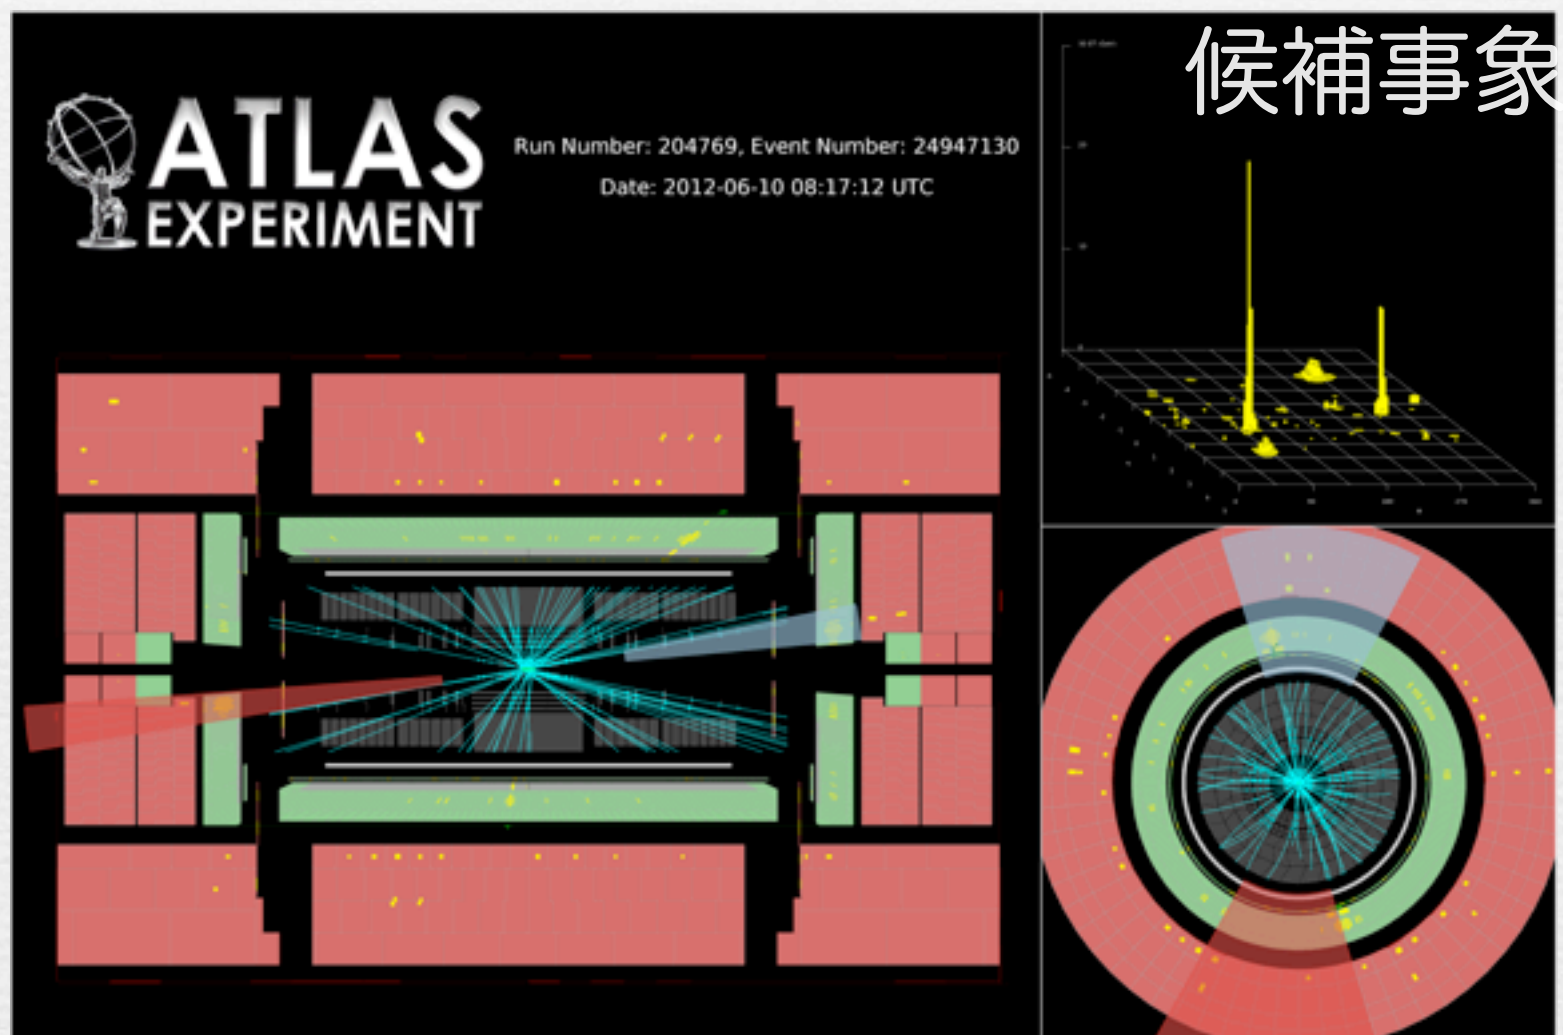 候補事象
ATLAS
EXPERIMENT
Run Number: 204769, Event Number: 24947130
Date: 2012-06-10 08:17:12 UTC